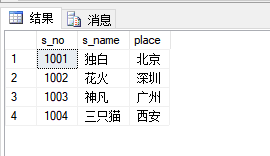 结果 消息
s_no s_name place
1 1001 独白 北京
2 1002 花火 深圳
3 1003 神凡 广州
4 1004 三只猫 西安